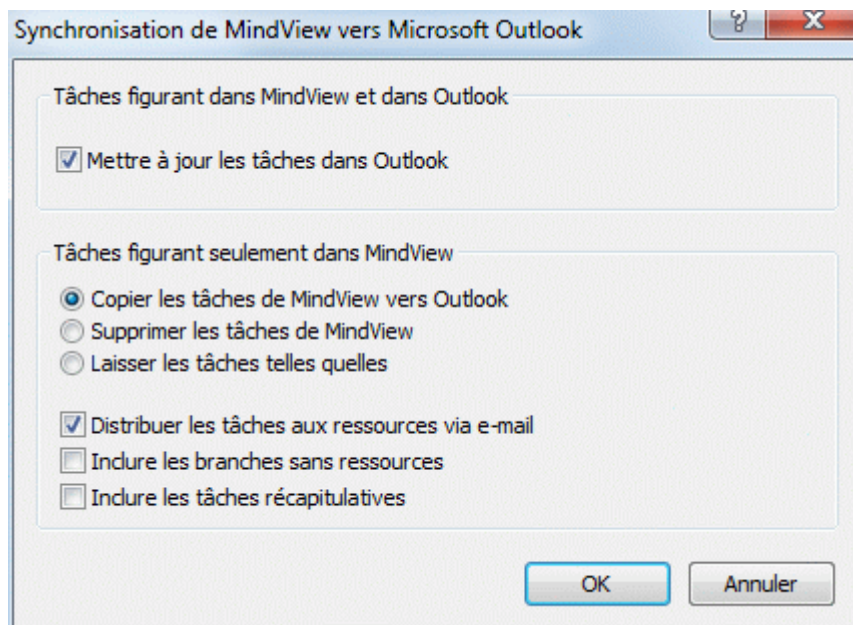 Synchronisation de MindView vers Microsoft Outlook
Tâches figurant dans MindView et dans Outlook
Mettre à jour les tâches dans Outlook
Tâches figurant seulement dans MindView
Copier les tâches de MindView vers Outlook
Supprimer les tâches de MindView
Laisser les tâches telles quelles
Distribuer les tâches aux ressources via e-mail
Inclure les branches sans ressources
Inclure les tâches récapitulatives
OK
Annuler